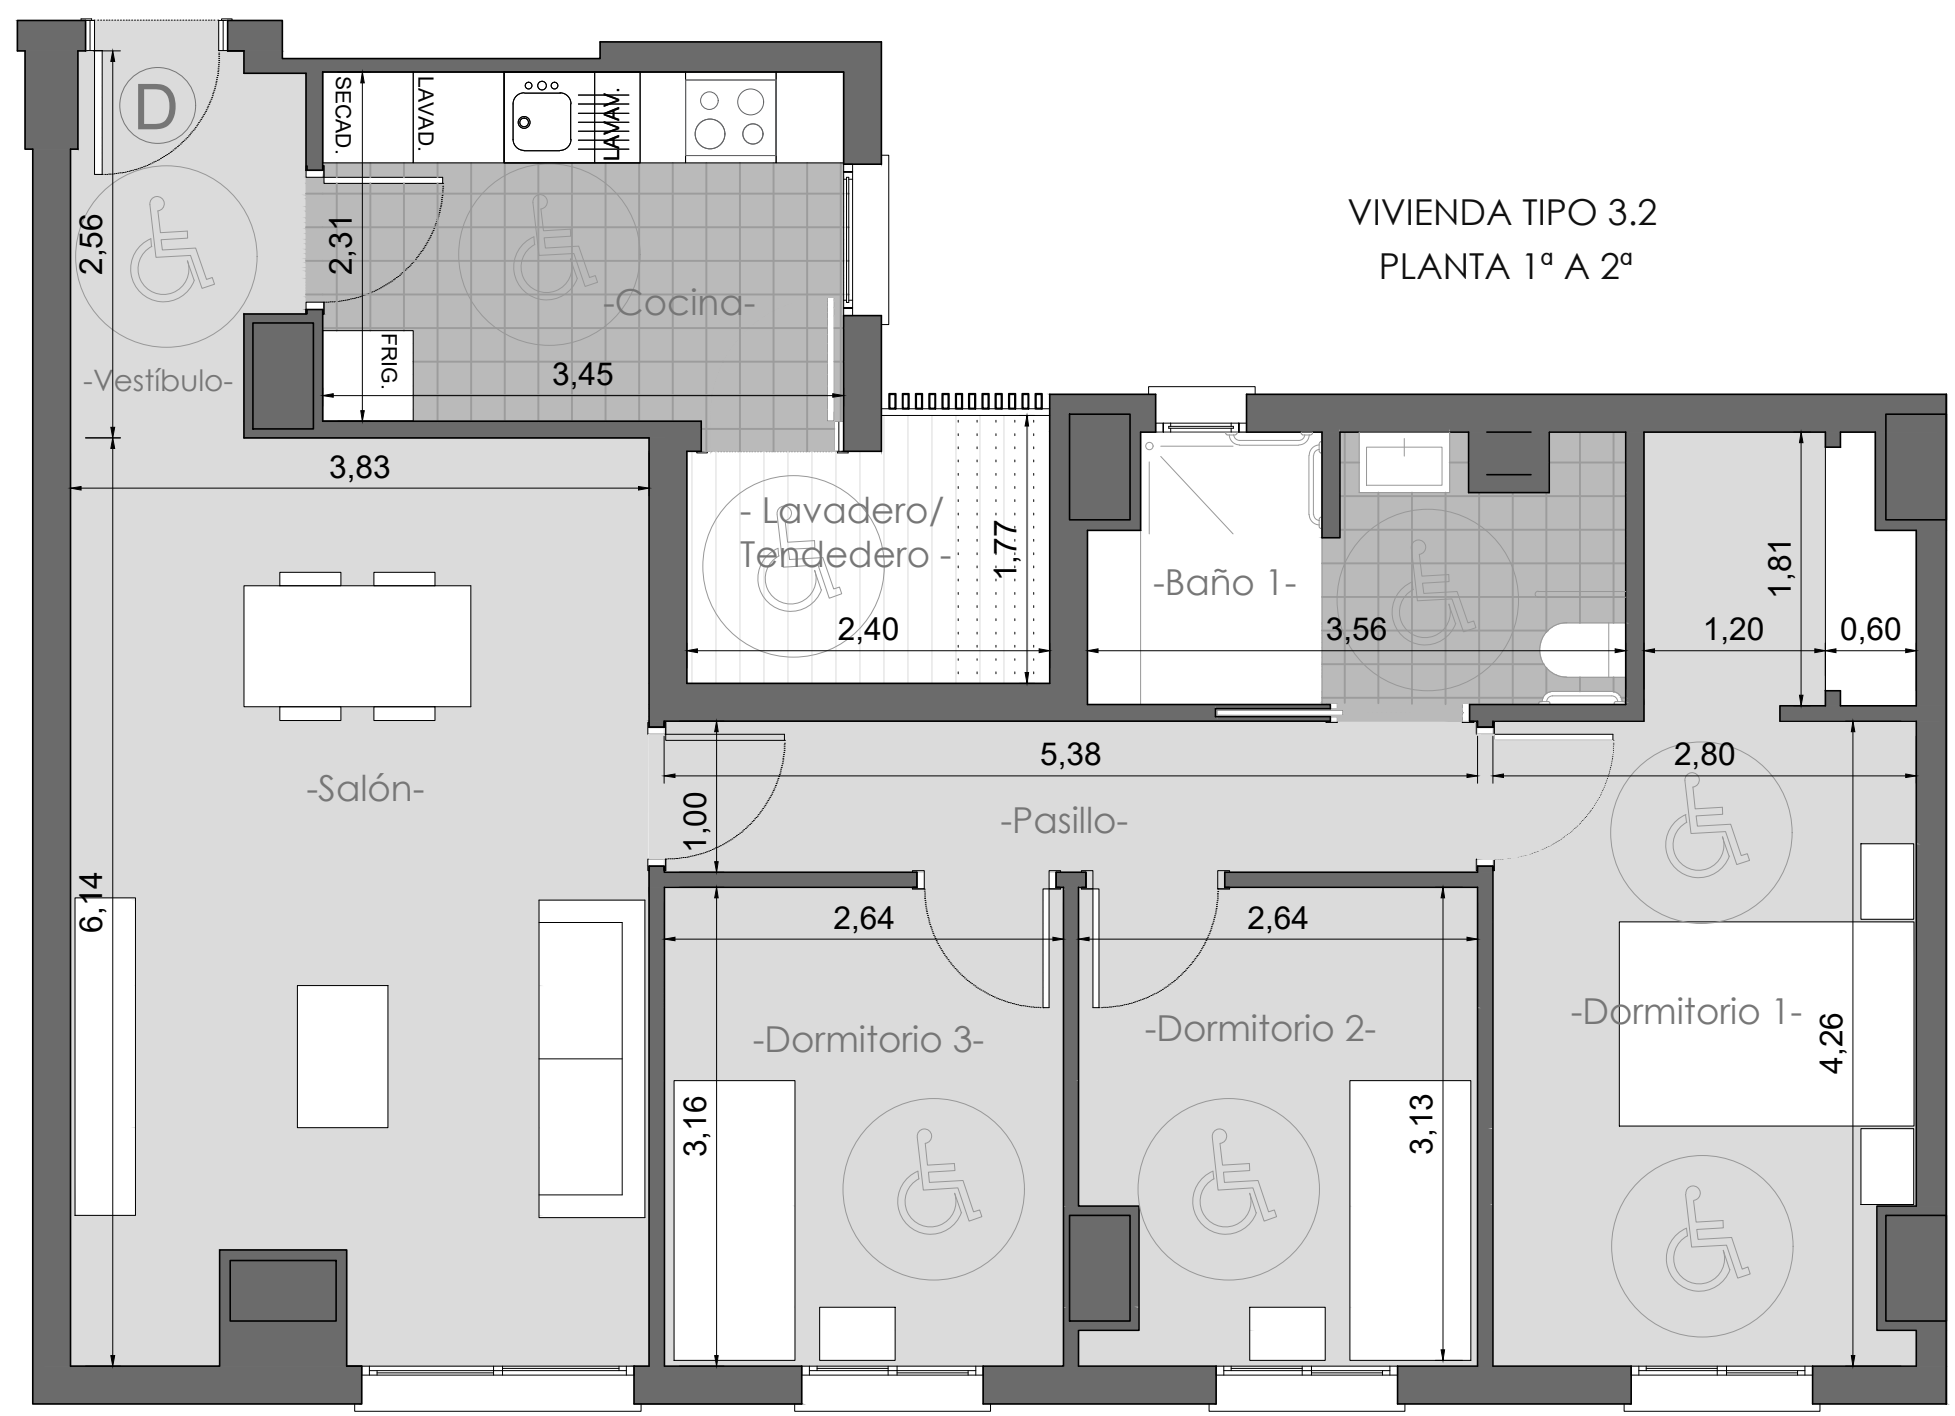 D
SECAD.
LAVAD.
LAVAV.
VIVIENDA TIPO 3.2
PLANTA 1ª A 2ª
2,56
2,31
-Cocina-
FRIG.
3,45
-Vestíbulo-
3,83
- Lavadero/
Tendedero -
1,77
2,40
-Baño 1-
3,56
1,81
1,20
0,60
-Salón-
5,38
2,80
1,00
-Pasillo-
6,14
2,64
2,64
-Dormitorio 3-
-Dormitorio 2-
-Dormitorio 1-
4,26
3,16
3,13